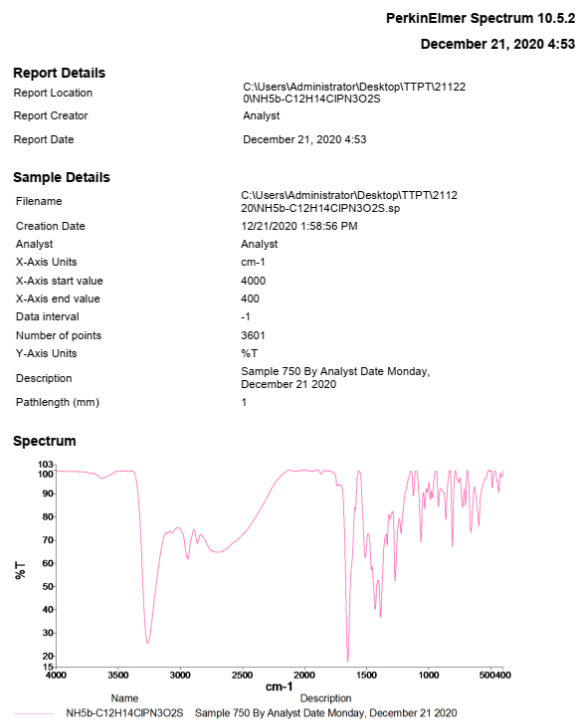 PerkinElmer Spectrum 10.5.2
December 21, 2020 4:53
Report Details
Report Location C:\Users\Administrator\Desktop\TTPT\21122
0\NH5b-C12H14ClPN3O2S
Report Creator Analyst
Report Date December 21, 2020 4:53
Sample Details
Filename C:\Users\Administrator\Desktop\TTPT\2112
20\NH5b-C12H14ClPN3O2S.sp
Creation Date 12/21/2020 1:58:56 PM
Analyst Analyst
X-Axis Units cm-1
X-Axis start value 4000
X-Axis end value 400
Data interval -1
Number of points 3601
Y-Axis Units %T
Description Sample 750 By Analyst Date Monday,
December 21 2020
Pathlength (mm) 1
Spectrum
103
100
90
80
70
60
50
40
30
20
15
%T
4000 3500 3000 2500 2000 1500 1000 500 400
cm-1
Name Description
NH5b-C12H14ClPN3O2S Sample 750 By Analyst Date Monday, December 21 2020